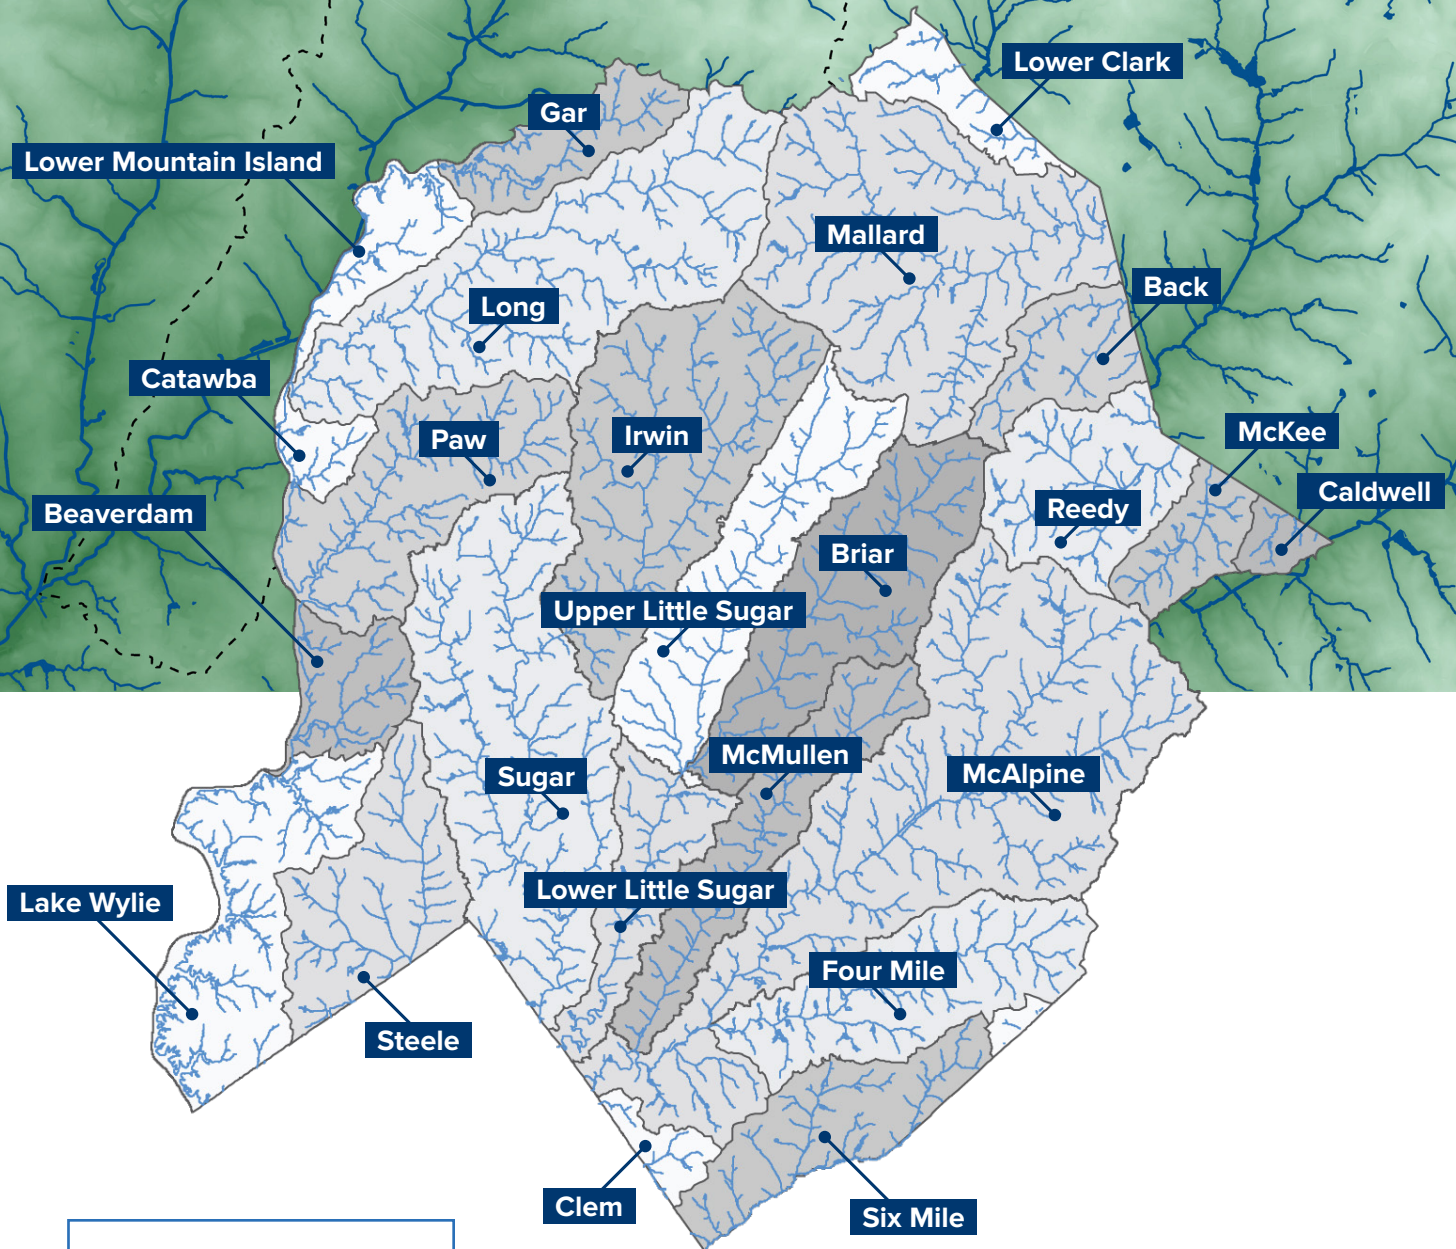 Lower Clark
Gar
Lower Mountain Island
Mallard
Back
Long
Catawba
McKee
Irwin
Paw
Caldwell
Reedy
Beaverdam
Briar
Upper Little Sugar
McMullen
McAlpine
Sugar
Lower Little Sugar
Lake Wylie
Four Mile
Steele
Clem
Six Mile